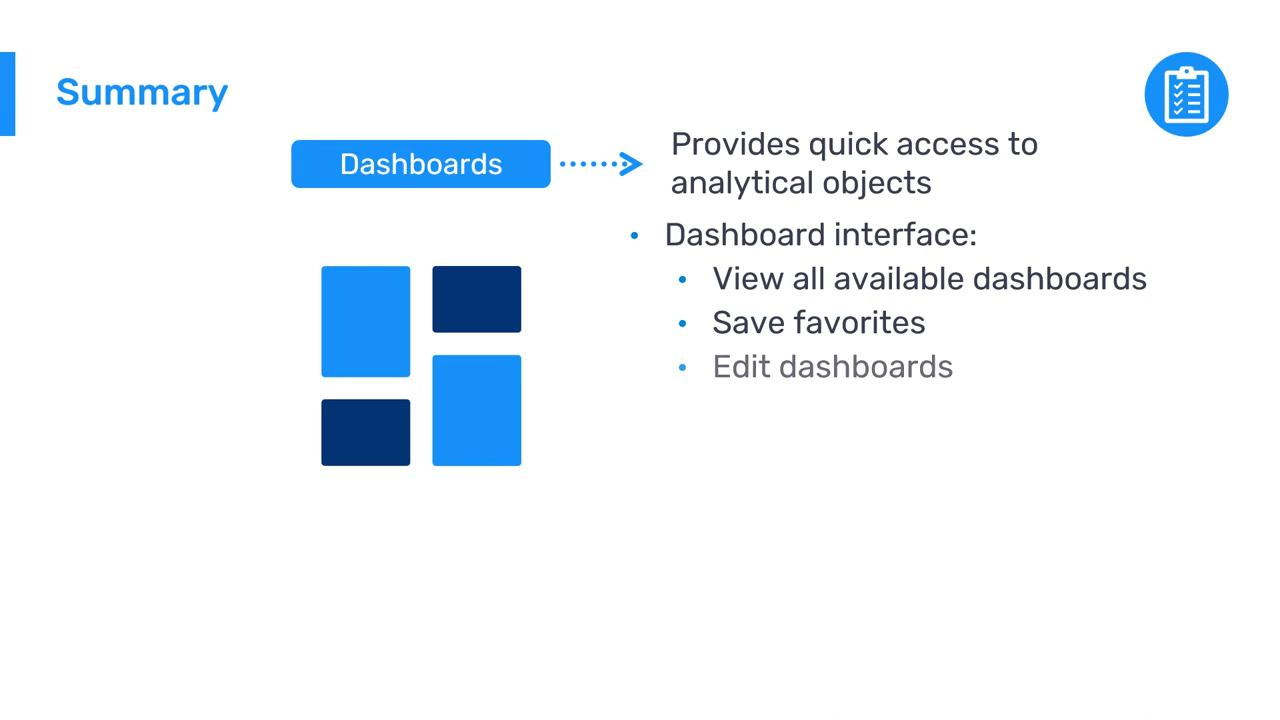 Summary
Dashboards
Provides quick access to
analytical objects
• Dashboard interface:
• View all available dashboards
• Save favorites
• Edit dashboards